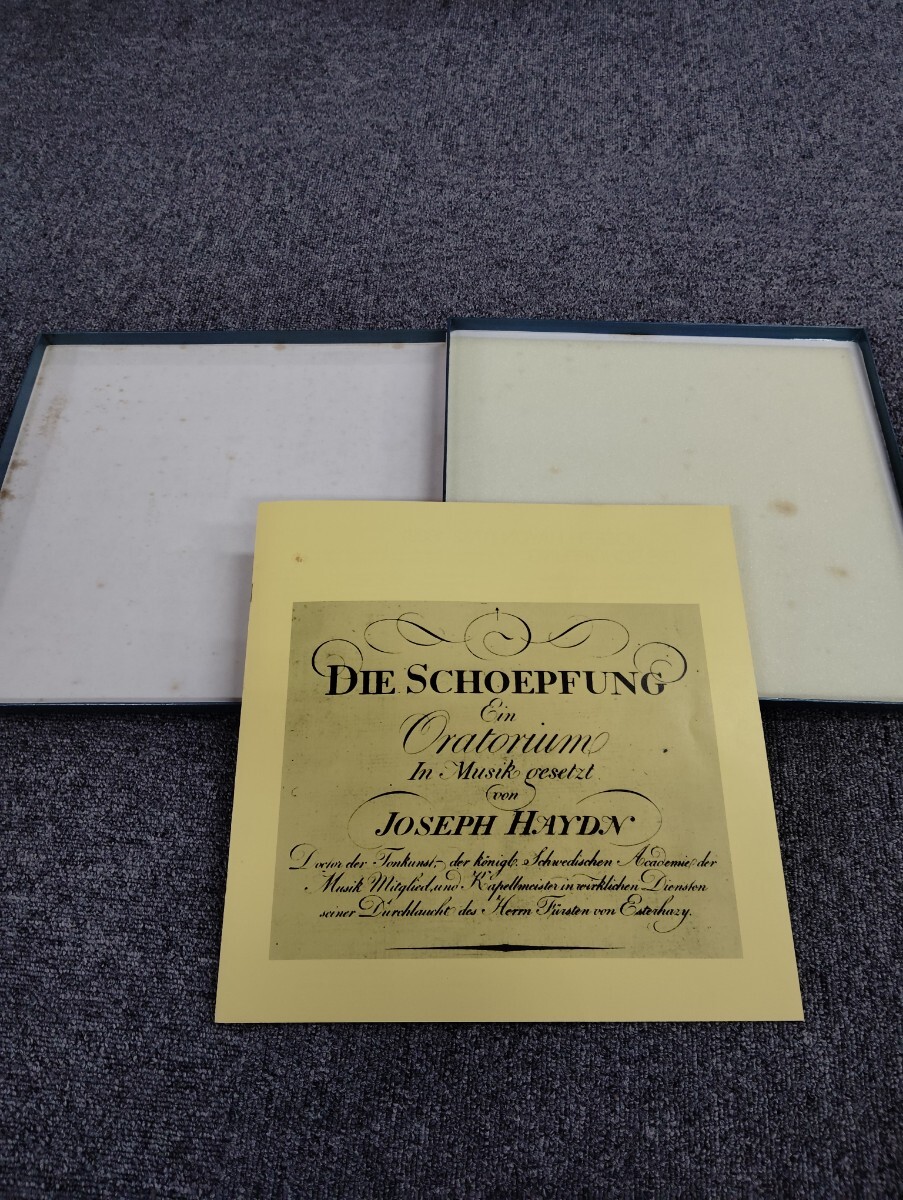 DIE SCHOEPFUNG
Ein
Oratorium
In Musik gesetzt
von
JOSEPH HAYDN
Doctor der Tonkunst, der königl. Schwedischen Academie der
Musik Mitglied, und Kapellmeister in wirklichen Diensten
seiner Durchlaucht des Herrn Fürsten von Esterhazy.